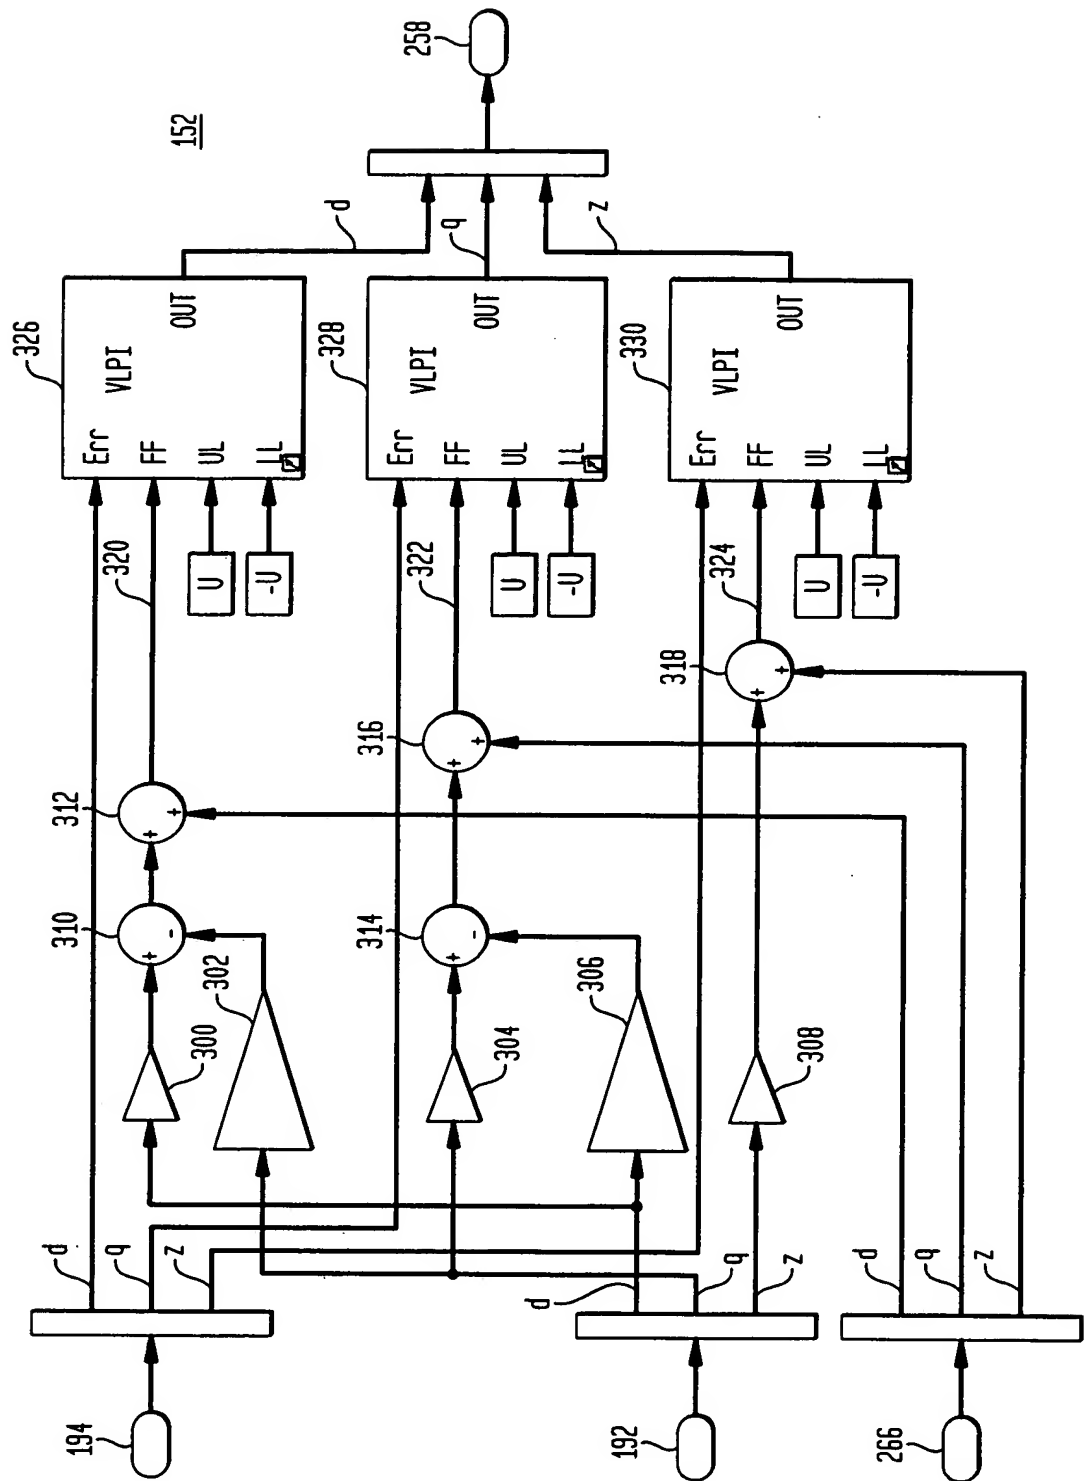 326
d
310
312
320
Err
194
q
VLPI
152
z
FF
OUT
300
302
UL
U
LL
-U
d
328
314
316
322
Err
258
VLPI
q
FF
OUT
304
UL
U
d
LL
-U
306
z
330
192
q
318
324
Err
VLPI
z
FF
OUT
308
UL
U
LL
-U
d
266
q
z
+
-
+
+
+
-
+
+
+
+